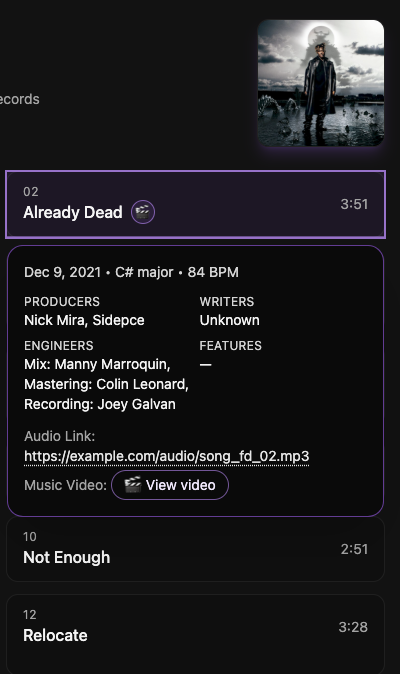 ecords
02
Already Dead
3:51
Dec 9, 2021 • C# major • 84 BPM
PRODUCERS
Nick Mira, Sidepce
WRITERS
Unknown
ENGINEERS
Mix: Manny Marroquin,
Mastering: Colin Leonard,
Recording: Joey Galvan
FEATURES
—
Audio Link:
https://example.com/audio/song_fd_02.mp3
Music Video: 🎬 View video
10
Not Enough
2:51
12
Relocate
3:28